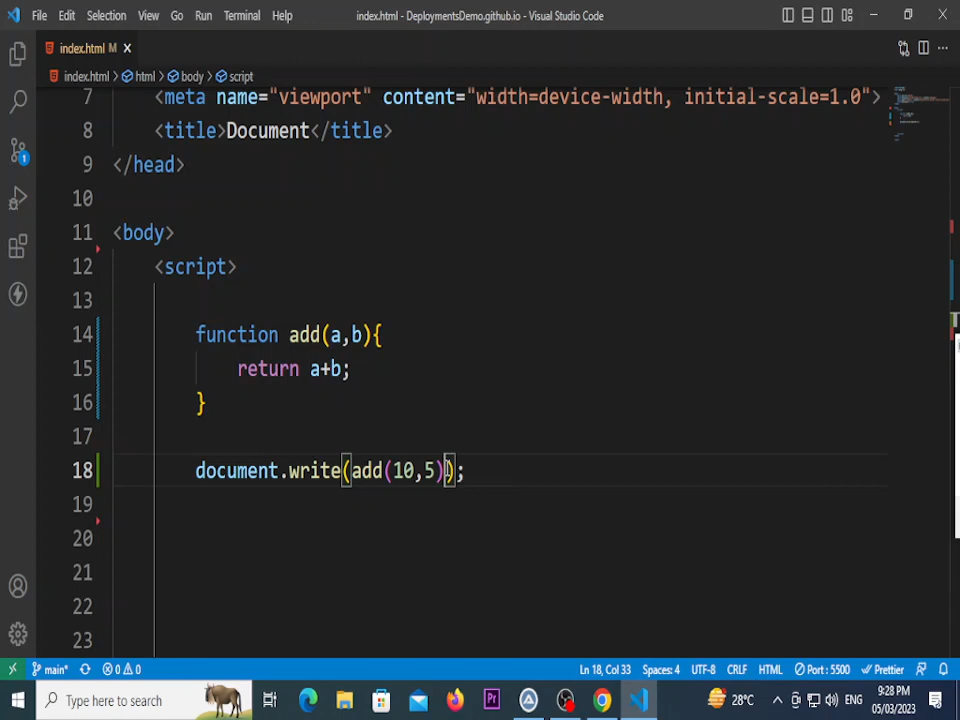 File Edit Selection View Go Run Terminal Help index.html - DeploymentsDemo.github.io - Visual Studio Code
index.html M
index.html > html > body > script
7 <meta name="viewport" content="width=device-width, initial-scale=1.0">
8 <title>Document</title>
9 </head>
10
11 <body>
12 <script>
13
14 function add(a,b){
15 return a+b;
16 }
17
18 document.write(add(10,5));
19
20
21
22
23
1
main* 0 0 Ln 18, Col 33 Spaces: 4 UTF-8 CRLF HTML Port : 5500 Prettier
Type here to search Pr 28°C ENG 9:28 PM
05/03/2023